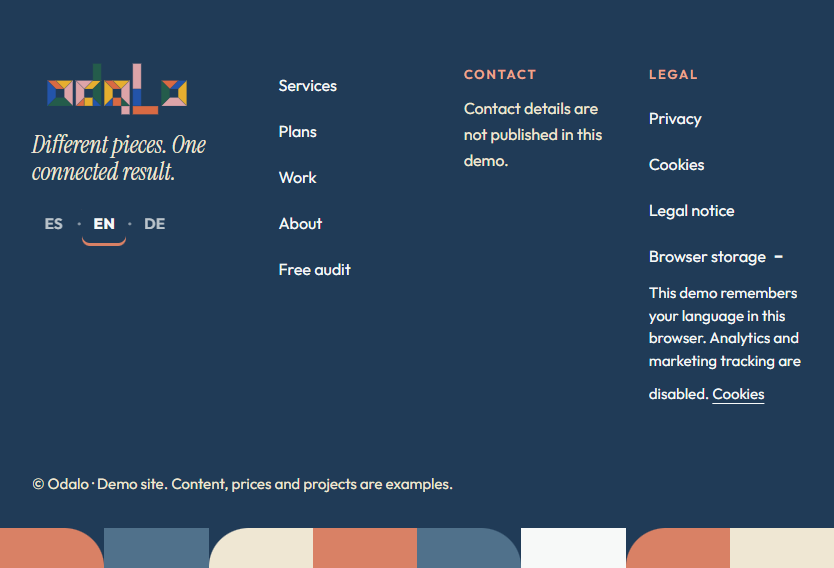 odalo
Different pieces. One
connected result.
ES · EN · DE
Services
Plans
Work
About
Free audit
CONTACT
Contact details are
not published in this
demo.
LEGAL
Privacy
Cookies
Legal notice
Browser storage –
This demo remembers
your language in this
browser. Analytics and
marketing tracking are
disabled. Cookies
© Odalo · Demo site. Content, prices and projects are examples.